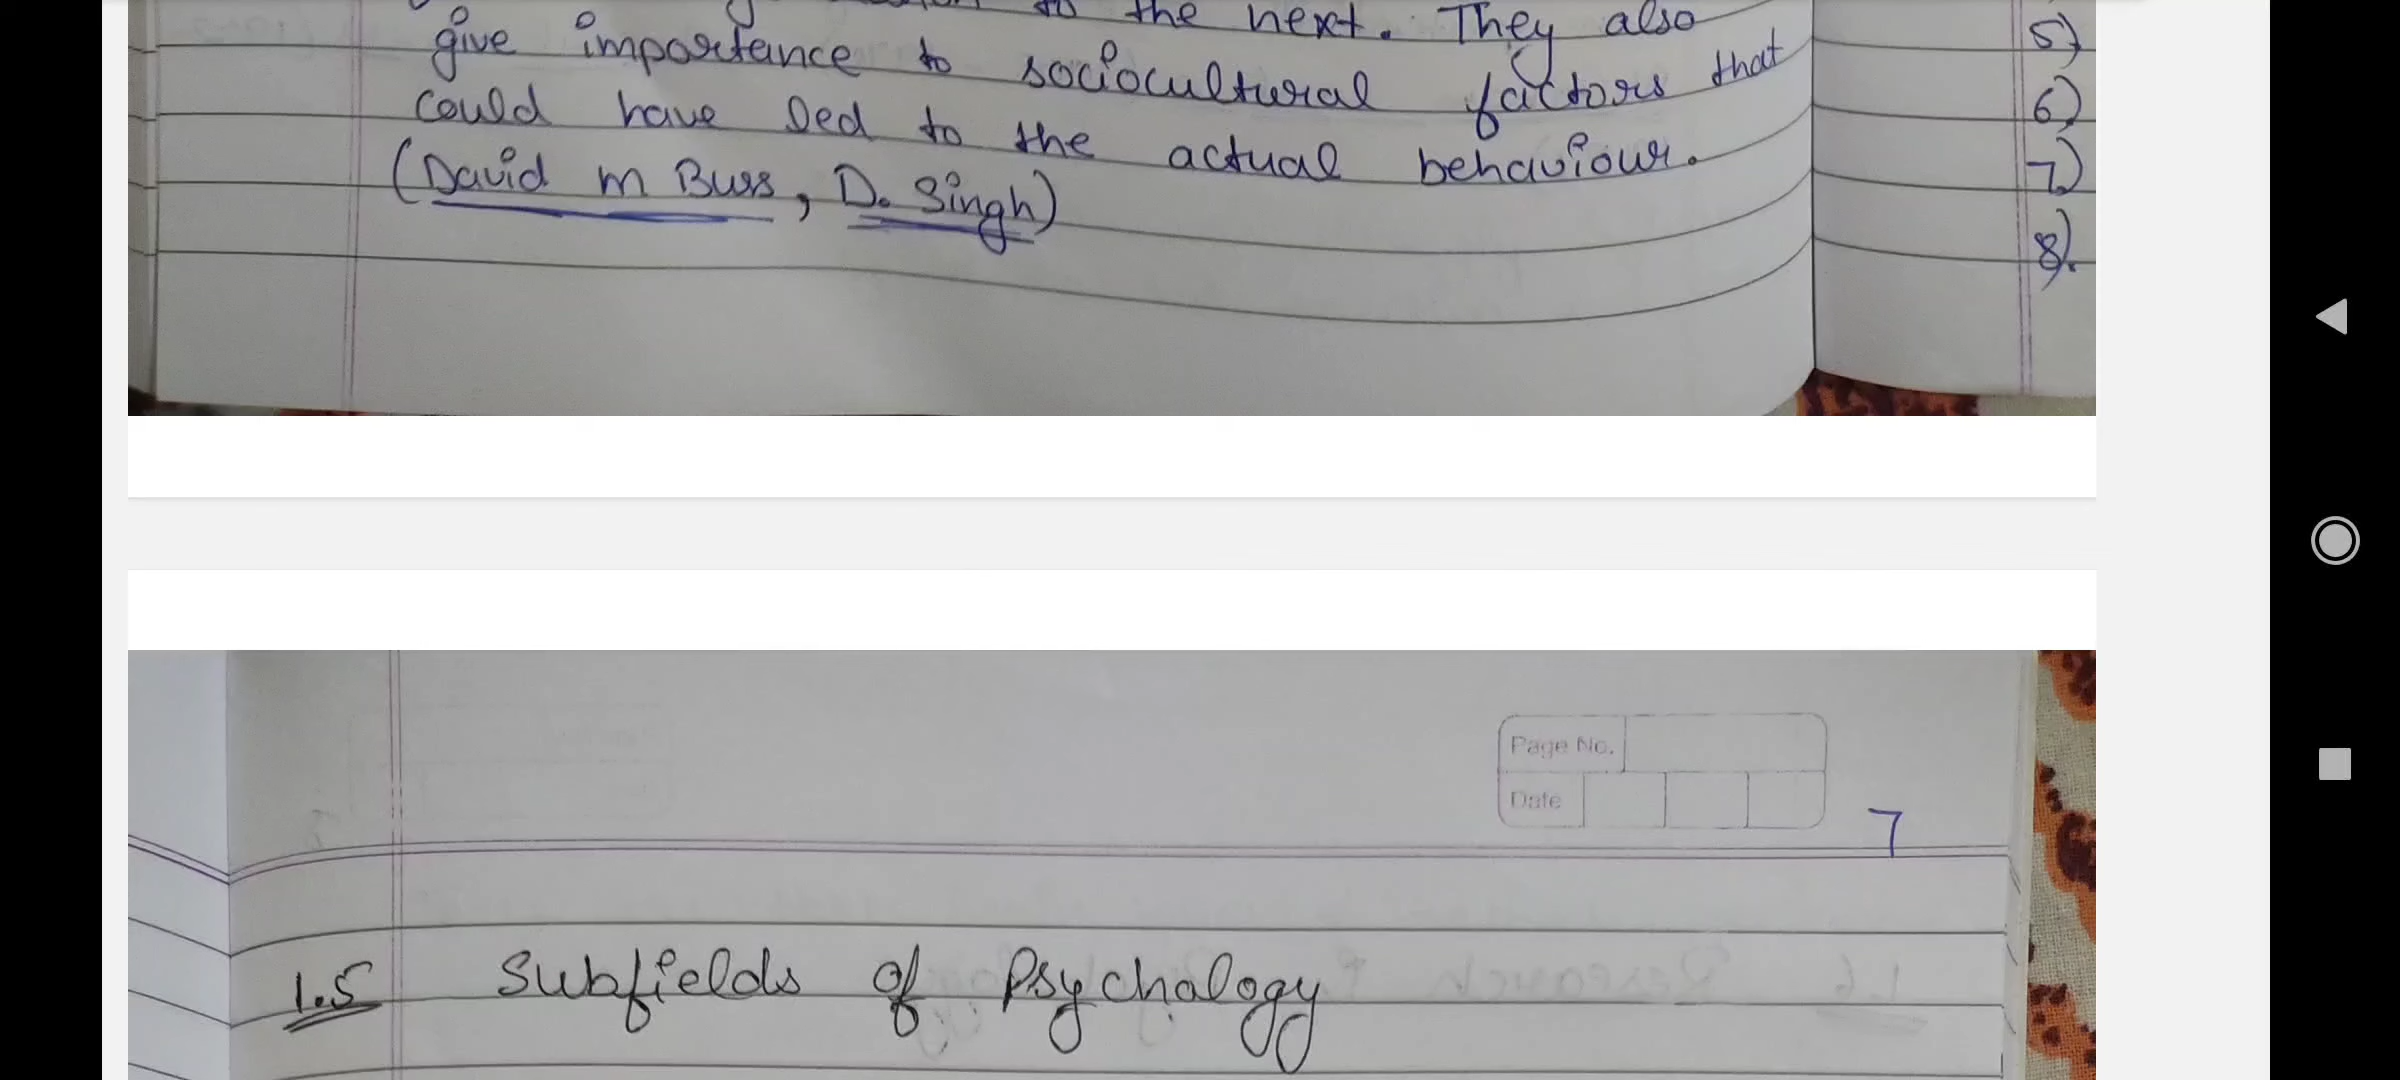 to the next. They also
give importance to sociocultural factors that
could have led to the actual behaviour.
(David m Buss, D. Singh)
5)
6)
7)
8).
Page No.
Date
7
1.5 Subfields of Psychology